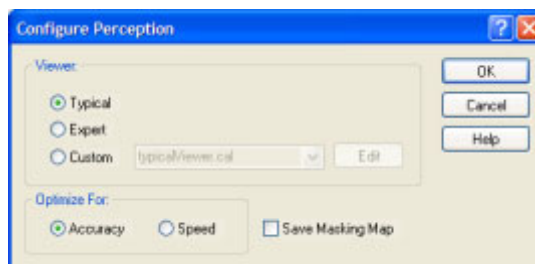 Configure Perception
Viewer:
Typical
Expert
Custom typicalViewer.cal Edit
OK
Cancel
Help
Optimize For:
Accuracy Speed Save Masking Map